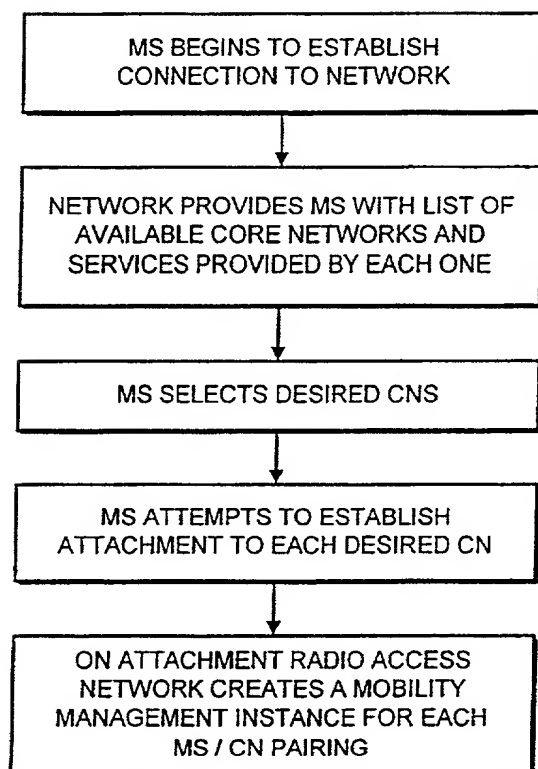 MS BEGINS TO ESTABLISH
CONNECTION TO NETWORK
NETWORK PROVIDES MS WITH LIST OF
AVAILABLE CORE NETWORKS AND
SERVICES PROVIDED BY EACH ONE
MS SELECTS DESIRED CNS
MS ATTEMPTS TO ESTABLISH
ATTACHMENT TO EACH DESIRED CN
ON ATTACHMENT RADIO ACCESS
NETWORK CREATES A MOBILITY
MANAGEMENT INSTANCE FOR EACH
MS / CN PAIRING